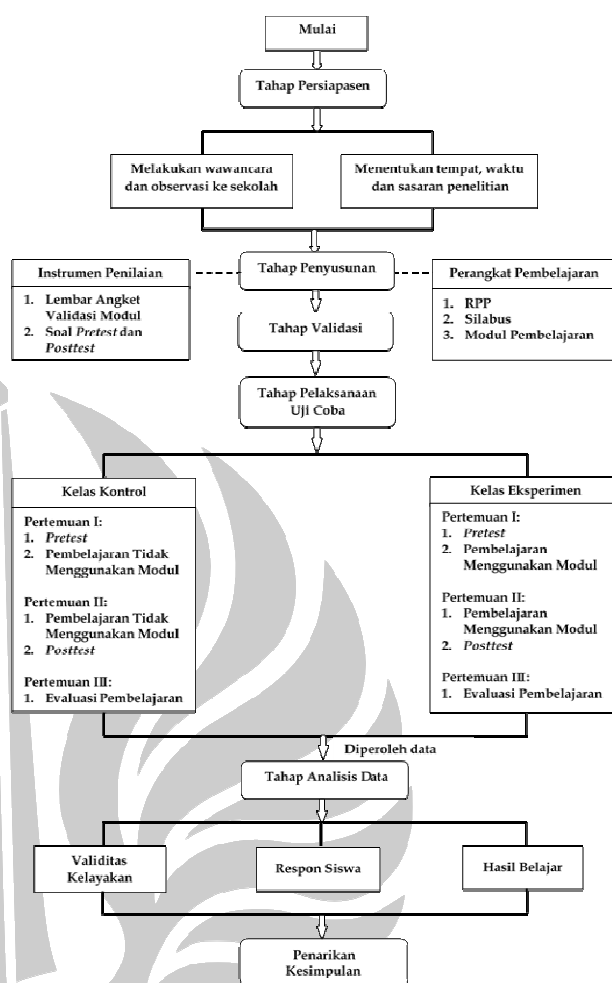 Mulai
Tahap Persiapasen
Melakukan wawancara
dan observasi ke sekolah
Menentukan tempat, waktu
dan sasaran penelitian
Instrumen Penilaian
1. Lembar Angket
Validasi Modul
2. Soal Pretest dan
Posttest
Tahap Penyusunan
Perangkat Pembelajaran
1. RPP
2. Silabus
3. Modul Pembelajaran
Tahap Validasi
Tahap Pelaksanaan
Uji Coba
Kelas Kontrol
Pertemuan I:
1. Pretest
2. Pembelajaran Tidak
Menggunakan Modul
Pertemuan II:
1. Pembelajaran Tidak
Menggunakan Modul
2. Posttest
Pertemuan III:
1. Evaluasi Pembelajaran
Kelas Eksperimen
Pertemuan I:
1. Pretest
2. Pembelajaran
Menggunakan Modul
Pertemuan II:
1. Pembelajaran
Menggunakan Modul
2. Posttest
Pertemuan III:
1. Evaluasi Pembelajaran
Diperoleh data
Tahap Analisis Data
Validitas
Kelayakan
Respon Siswa
Hasil Belajar
Penarikan
Kesimpulan